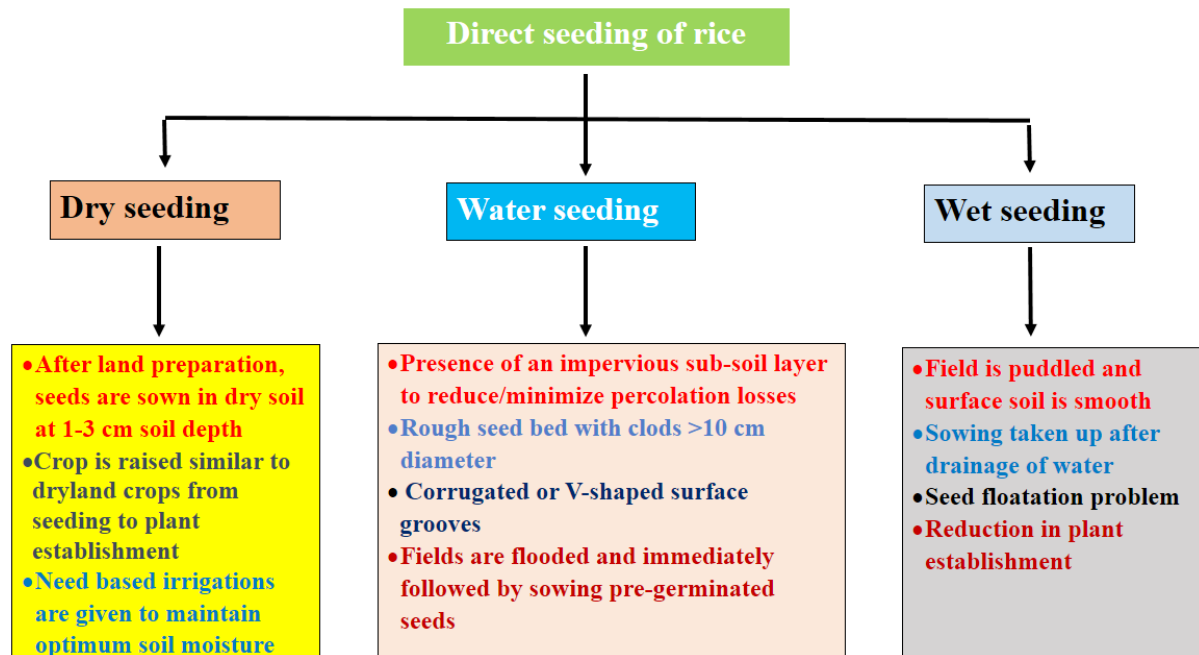 Direct seeding of rice
Dry seeding
Water seeding
Wet seeding
•After land preparation,
seeds are sown in dry soil
at 1-3 cm soil depth
•Crop is raised similar to
dryland crops from
seeding to plant
establishment
•Need based irrigations
are given to maintain
optimum soil moisture
•Presence of an impervious sub-soil layer
to reduce/minimize percolation losses
•Rough seed bed with clods >10 cm
diameter
• Corrugated or V-shaped surface
grooves
•Fields are flooded and immediately
followed by sowing pre-germinated
seeds
•Field is puddled and
surface soil is smooth
•Sowing taken up after
drainage of water
•Seed floatation problem
•Reduction in plant
establishment